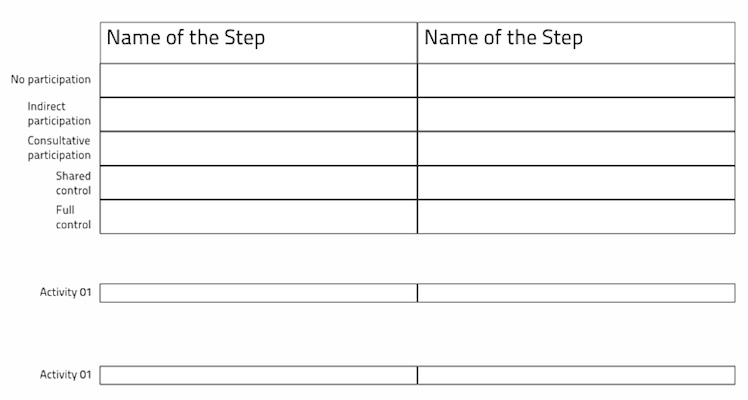 Name of the Step Name of the Step
No participation
Indirect
participation
Consultative
participation
Shared
control
Full
control
Activity 01
Activity 01